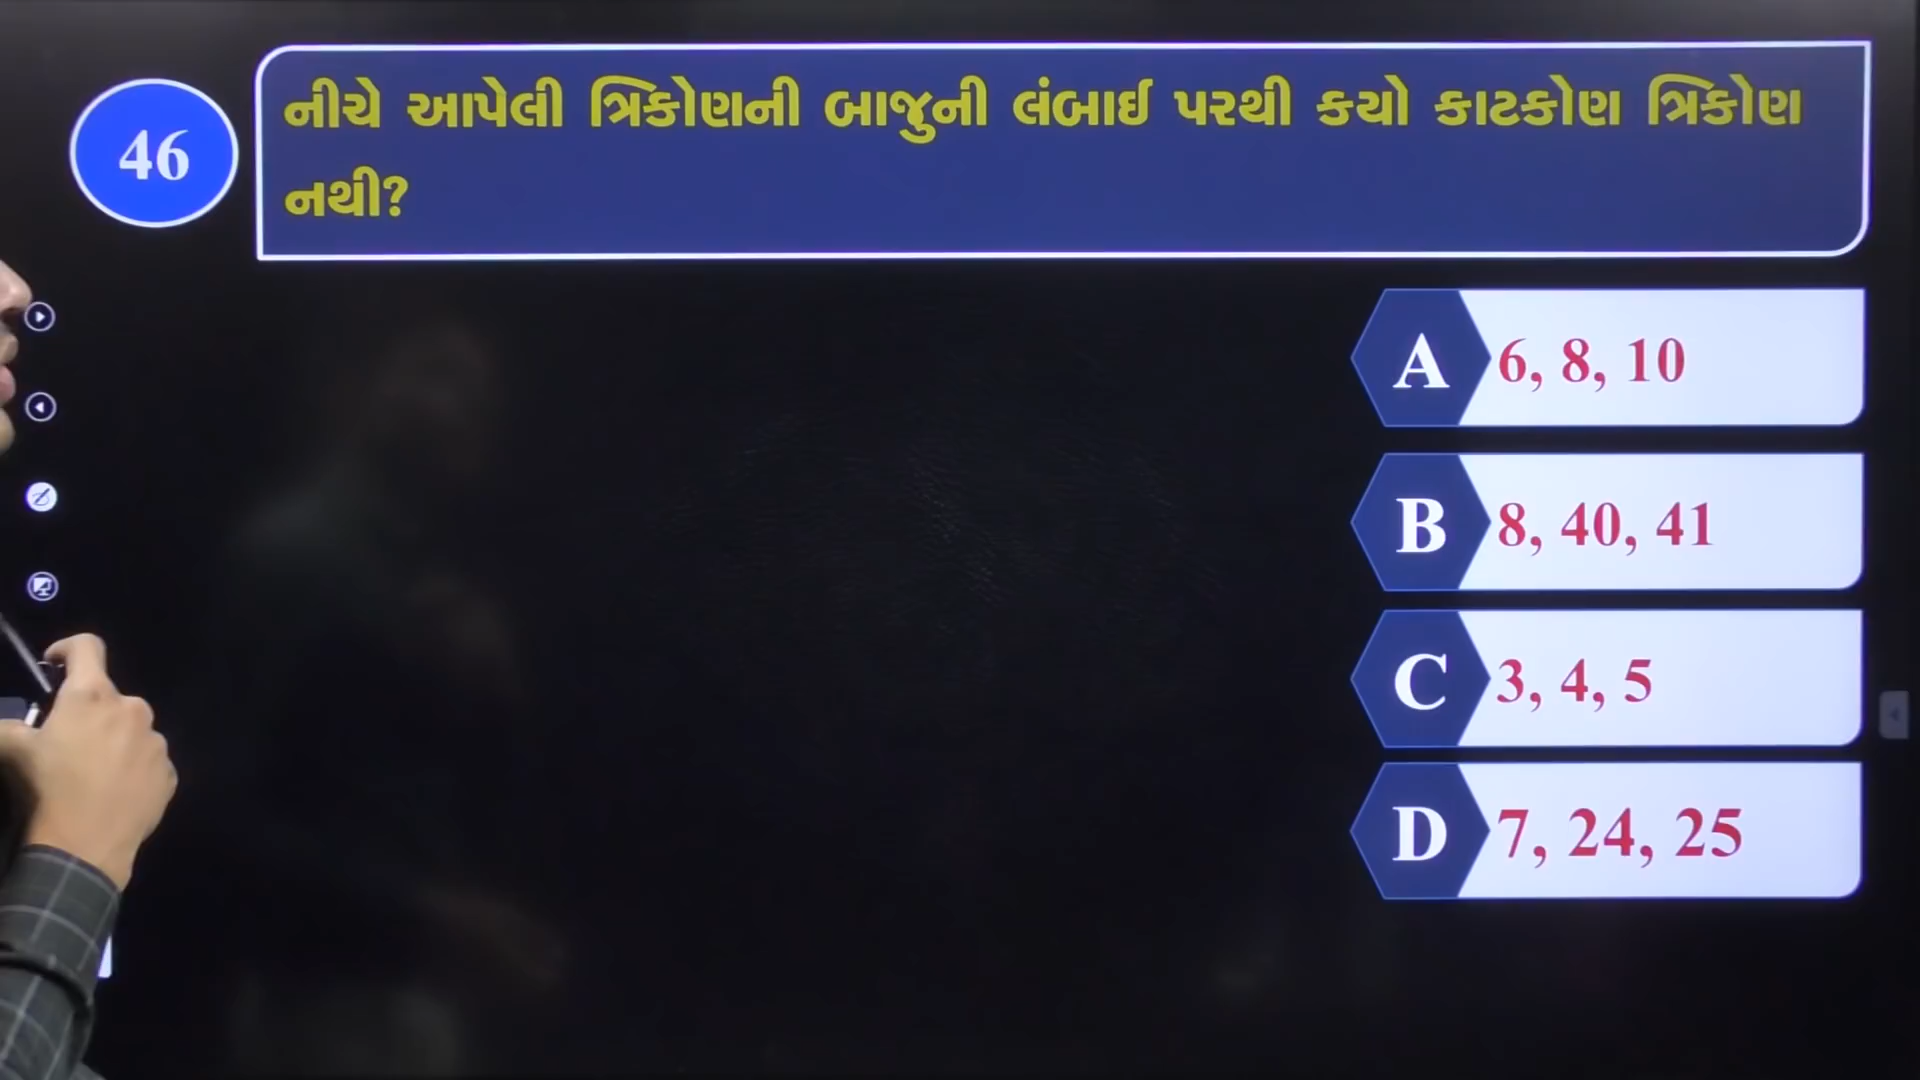 46
નીચે આપેલી ત્રિકોણની બાજુની લંબાઈ પરથી કયો કાટકોણ ત્રિકોણ
નથી?
A 6, 8, 10
B 8, 40, 41
C 3, 4, 5
D 7, 24, 25